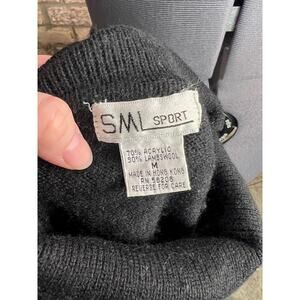 SML SPORT
70% ACRYLIC
30% LAMBSWOOL
M
MADE IN HONG KONG
RN 58208
REVERSE FOR CARE